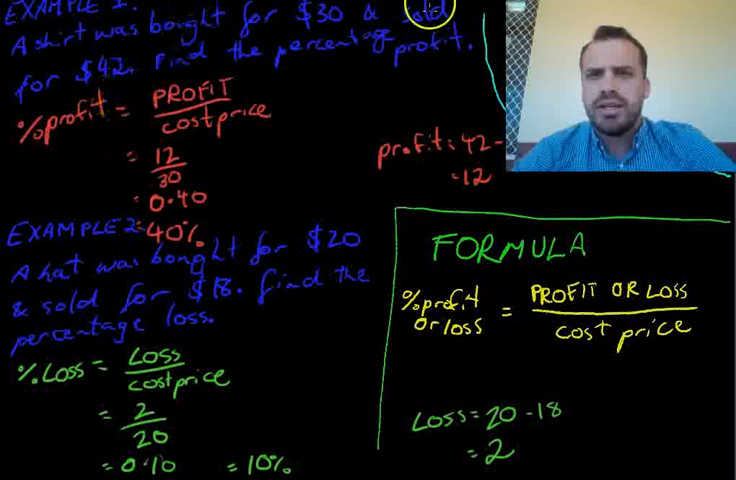 EXAMPLE 1.
A shirt was bought for $30 & sold
for $42. Find the percentage profit.
%profit = PROFIT
cost price
= 12
30
= 0.40
= 40%
profit = 42 -
= 12
EXAMPLE 2
A hat was bought for $20
& sold for $18. Find the
percentage loss.
%Loss = LOSS
cost price
= 2
20
= 0.10 = 10%
FORMULA
%profit or loss = PROFIT OR LOSS
cost price
LOSS = 20 - 18
= 2